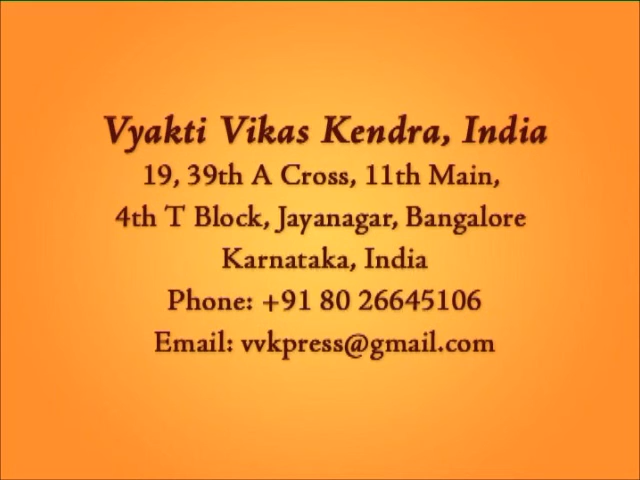 Vyakti Vikas Kendra, India
19, 39th A Cross, 11th Main,
4th T Block, Jayanagar, Bangalore
Karnataka, India
Phone: +91 80 26645106
Email: vvkpress@gmail.com